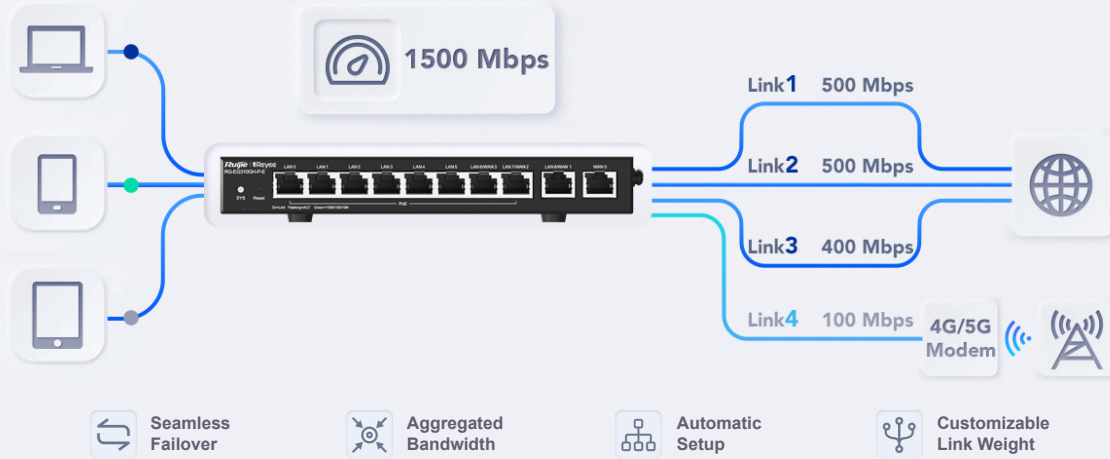 1500 Mbps
Link1 500 Mbps
Link2 500 Mbps
Link3 400 Mbps
Link4 100 Mbps
4G/5G
Modem
Ruijie Reyee
RG-EG310GH-P-E
LAN 0 LAN 1 LAN 2 LAN 3 LAN 4 LAN 5 LAN 6/WAN 3 LAN 7/WAN 2 LAN 8/WAN 1 WAN 0
SYS Reset
PoE
Seamless
Failover
Aggregated
Bandwidth
Automatic
Setup
Customizable
Link Weight